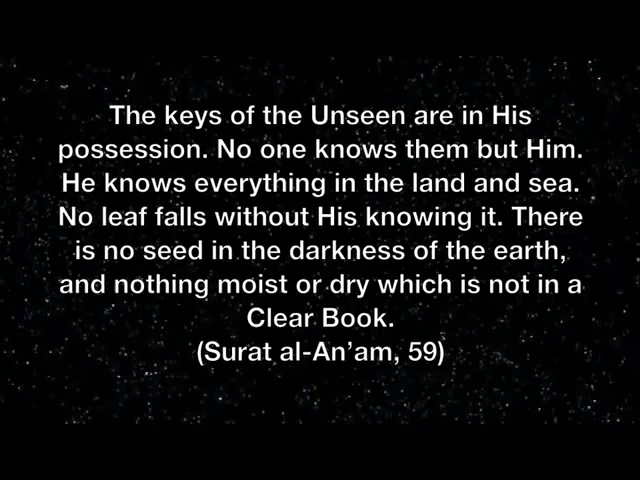 The keys of the Unseen are in His
possession. No one knows them but Him.
He knows everything in the land and sea.
No leaf falls without His knowing it. There
is no seed in the darkness of the earth,
and nothing moist or dry which is not in a
Clear Book.
(Surat al-An’am, 59)